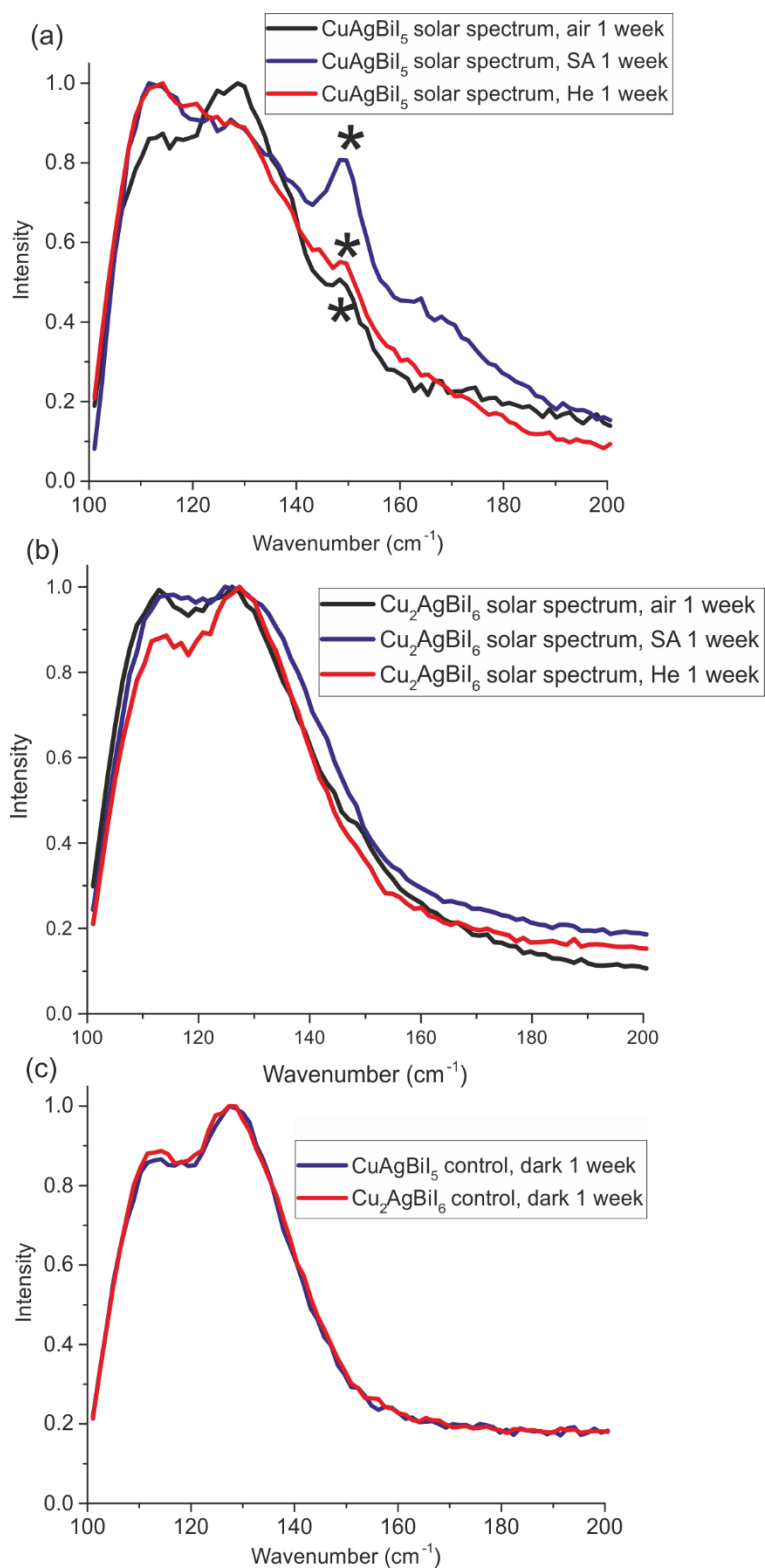 (a)
CuAgBiI₅ solar spectrum, air 1 week
CuAgBiI₅ solar spectrum, SA 1 week
CuAgBiI₅ solar spectrum, He 1 week
1.0
0.8
0.6
0.4
0.2
0.0
Intensity
*
*
*
100 120 140 160 180 200
Wavenumber (cm⁻¹)
(b)
Cu₂AgBiI₆ solar spectrum, air 1 week
Cu₂AgBiI₆ solar spectrum, SA 1 week
Cu₂AgBiI₆ solar spectrum, He 1 week
1.0
0.8
0.6
0.4
0.2
0.0
Intensity
100 120 140 160 180 200
Wavenumber (cm⁻¹)
(c)
CuAgBiI₅ control, dark 1 week
Cu₂AgBiI₆ control, dark 1 week
1.0
0.8
0.6
0.4
0.2
0.0
Intensity
100 120 140 160 180 200
Wavenumber (cm⁻¹)